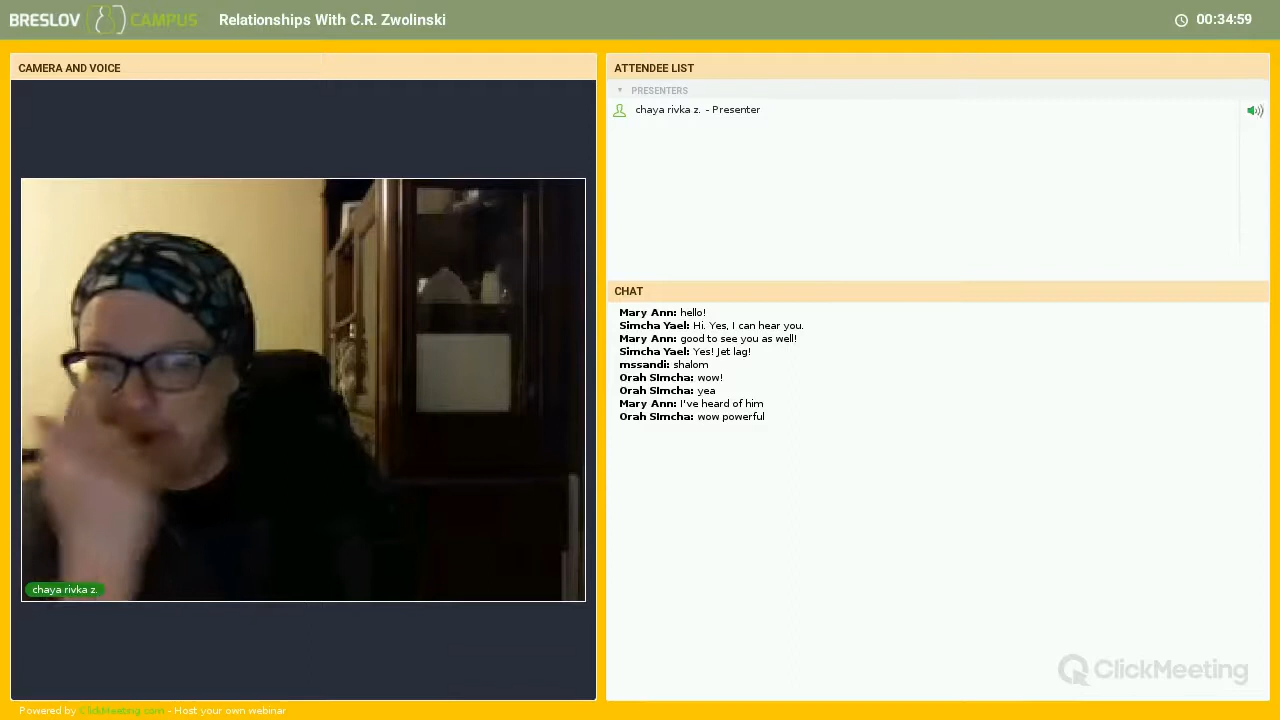 BRESLOV CAMPUS Relationships With C.R. Zwolinski 00:34:59
CAMERA AND VOICE
chaya rivka z.
ATTENDEE LIST
PRESENTERS
chaya rivka z. - Presenter
CHAT
Mary Ann: hello!
Simcha Yael: Hi. Yes, I can hear you.
Mary Ann: good to see you as well!
Simcha Yael: Yes! Jet lag!
mssandi: shalom
Orah SImcha: wow!
Orah SImcha: yea
Mary Ann: I've heard of him
Orah SImcha: wow powerful
ClickMeeting
Powered by ClickMeeting.com - Host your own webinar